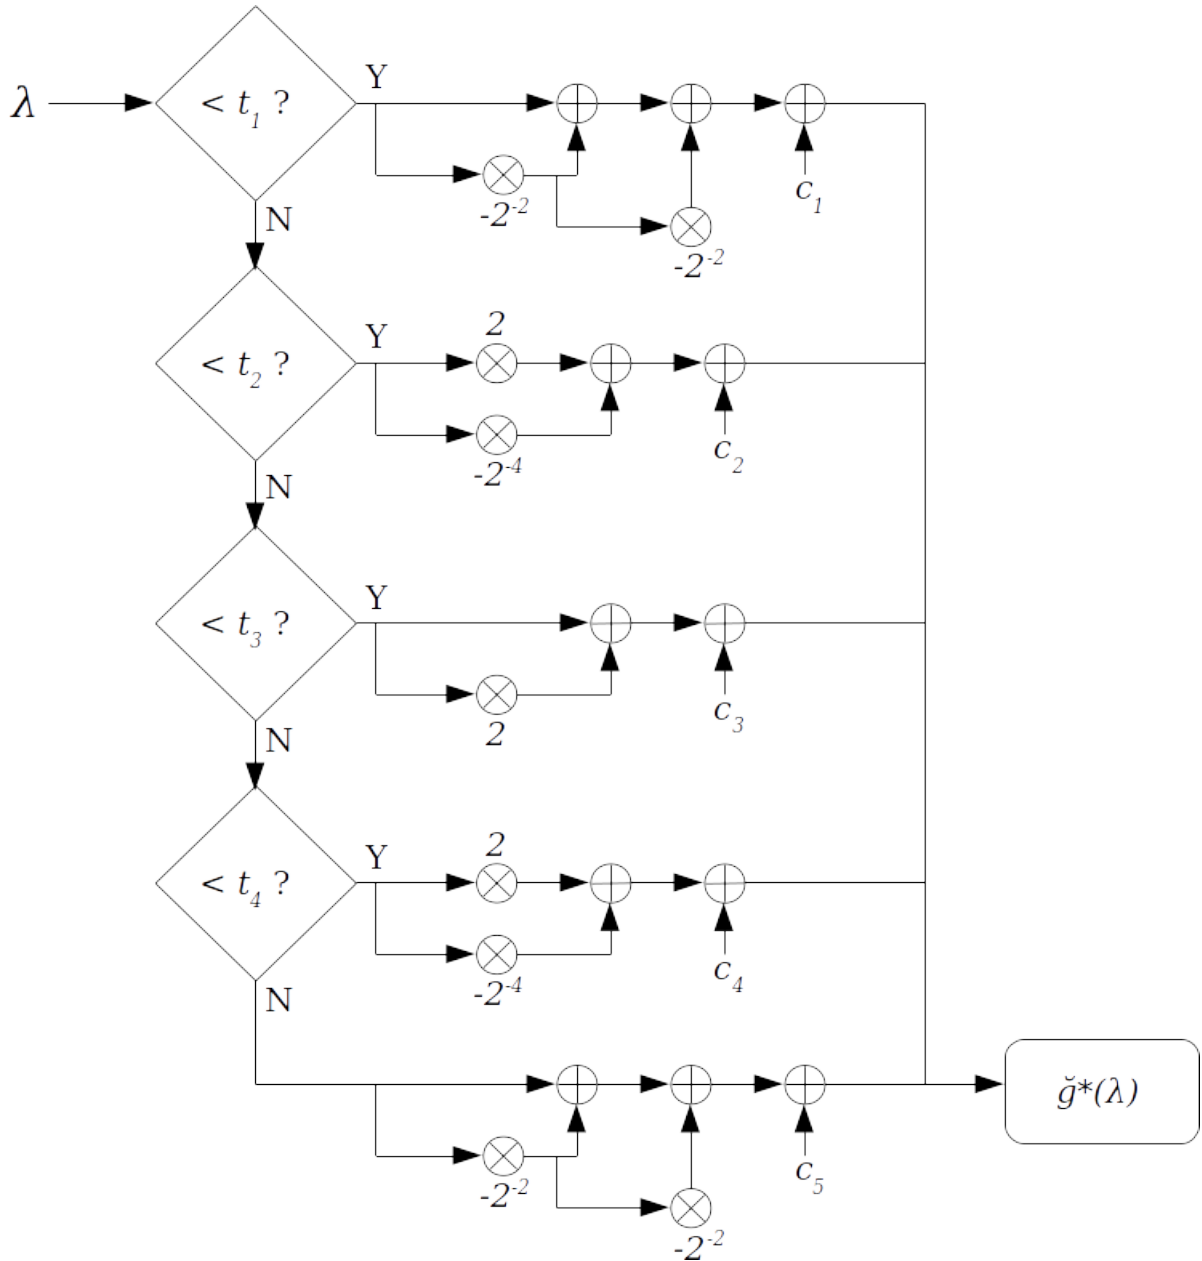 Y
λ
< t₁ ?
-2⁻²
c₁
N
-2⁻²
2
Y
< t₂ ?
-2⁻⁴
c₂
N
Y
< t₃ ?
2
c₃
N
2
Y
< t₄ ?
-2⁻⁴
c₄
N
ğ*(λ)
-2⁻²
c₅
-2⁻²